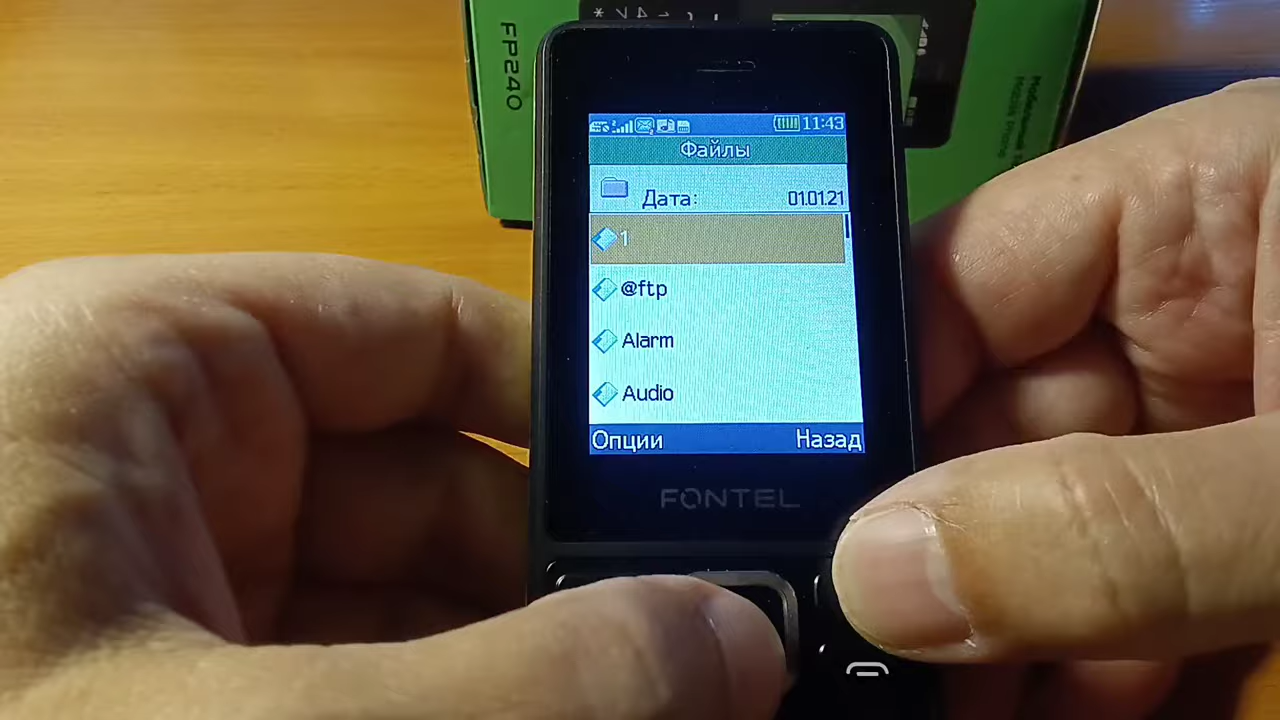 FP240
11:43
Файлы
Дата: 01.01.21
1
@ftp
Alarm
Audio
Опции Назад
FONTEL